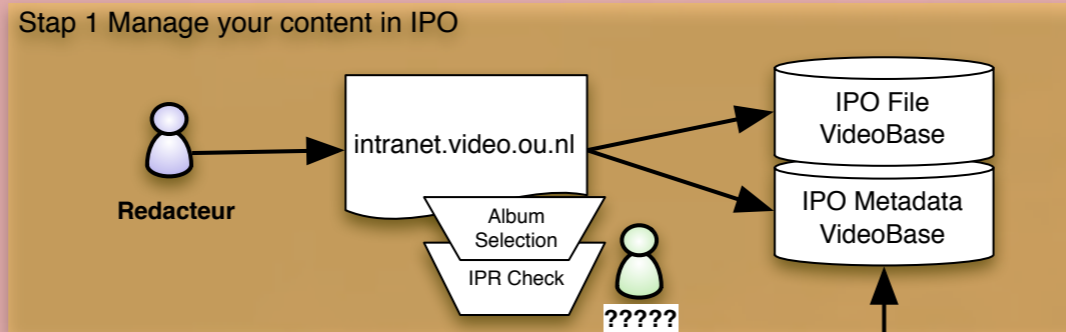 Stap 1 Manage your content in IPO
IPO File
VideoBase
intranet.video.ou.nl
IPO Metadata
VideoBase
Redacteur
Album
Selection
IPR Check
?????